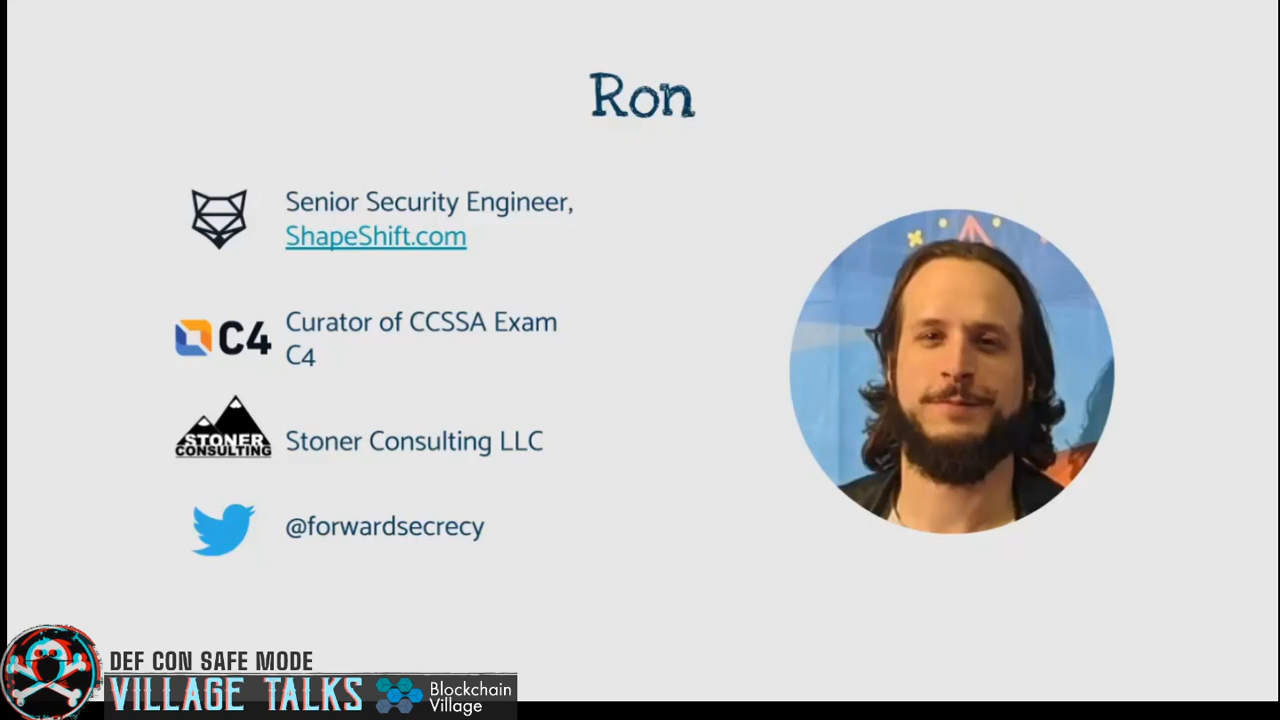 Ron
Senior Security Engineer,
ShapeShift.com
C4
Curator of CCSSA Exam
C4
STONER
CONSULTING
Stoner Consulting LLC
@forwardsecrecy
DEF CON SAFE MODE
VILLAGE TALKS
Blockchain
Village